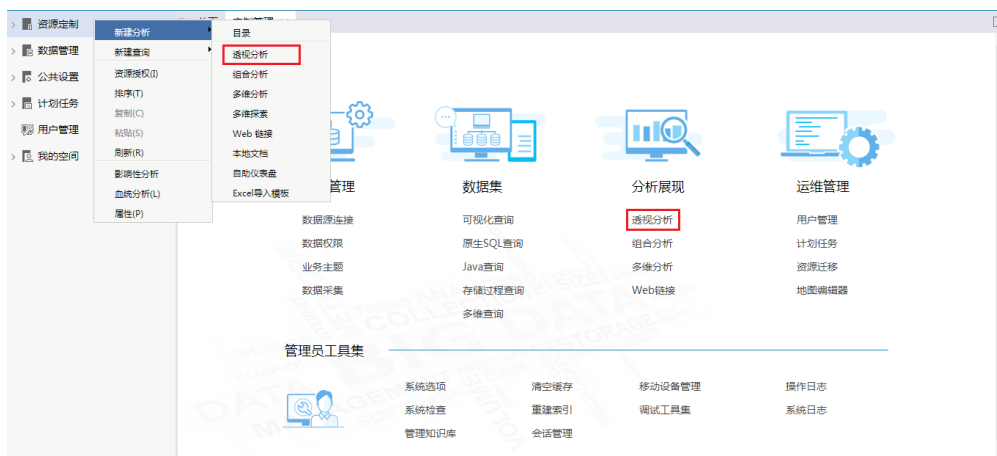 资源定制
数据管理
公共设置
计划任务
用户管理
我的空间
新建分析
新建查询
资源授权(I)
排序(T)
复制(C)
粘贴(S)
刷新(R)
影响性分析
血统分析(L)
属性(P)
目录
透视分析
组合分析
多维分析
多维探索
Web 链接
本地文档
自助仪表盘
Excel导入模板
管理
数据源连接
数据权限
业务主题
数据采集
数据集
可视化查询
原生SQL查询
Java查询
存储过程查询
多维查询
分析展现
透视分析
组合分析
多维分析
Web链接
运维管理
用户管理
计划任务
资源迁移
地图编辑器
管理员工具集
系统选项
清空缓存
移动设备管理
操作日志
系统检查
重建索引
调试工具集
系统日志
管理知识库
会话管理
BIG DATA
COLLECTION
STORAGE
SIZE